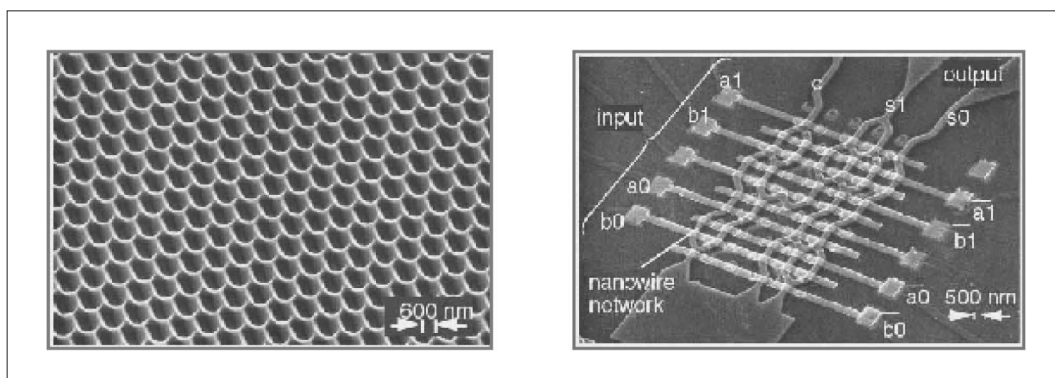 600 nm
input
output
a1
b1
a0
b0
c
s1
s0
a1
b1
a0
b0
nanowire
network
500 nm